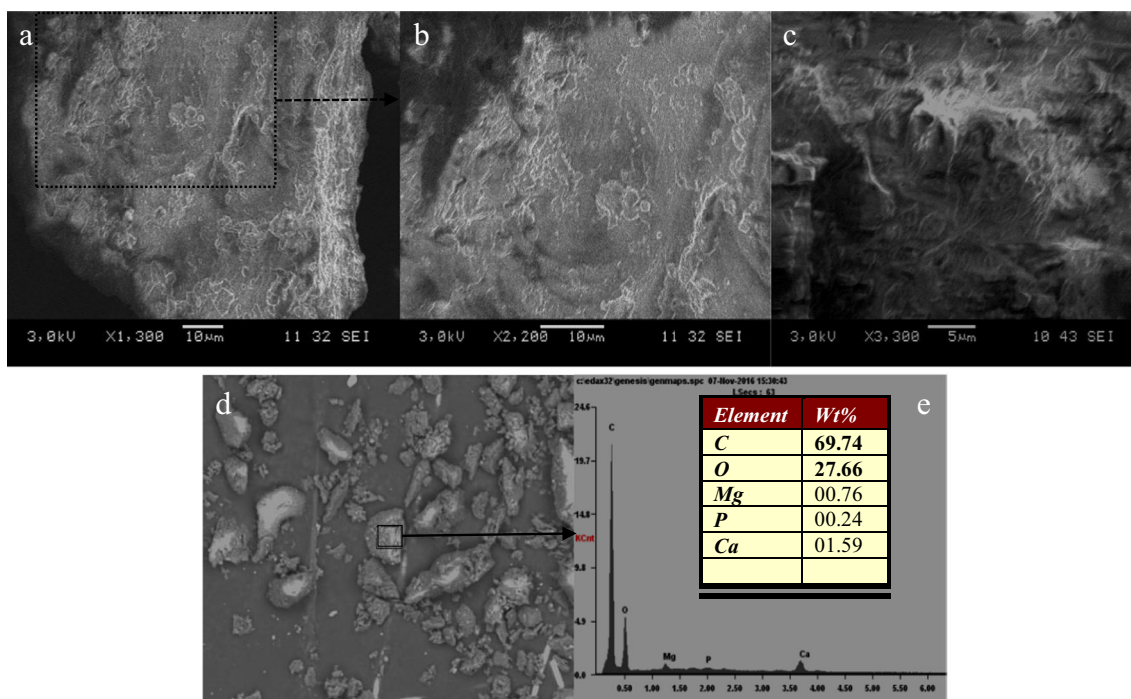 a
b
c
3,0kV X1,300 10μm 11 32 SEI
3,0kV X2,200 10μm 11 32 SEI
3,0kV X3,300 5μm 10 43 SEI
d
c:\edax32\genesis\genmaps.spc 07-Nov-2016 15:30:43
LSecs : 63
e
Element Wt%
C 69.74
O 27.66
Mg 00.76
P 00.24
Ca 01.59
24.6
19.7
14.8
KCnt
9.8
4.9
0.0
C
O
Mg
P
Ca
0.50 1.00 1.50 2.00 2.50 3.00 3.50 4.00 4.50 5.00 5.50 6.00